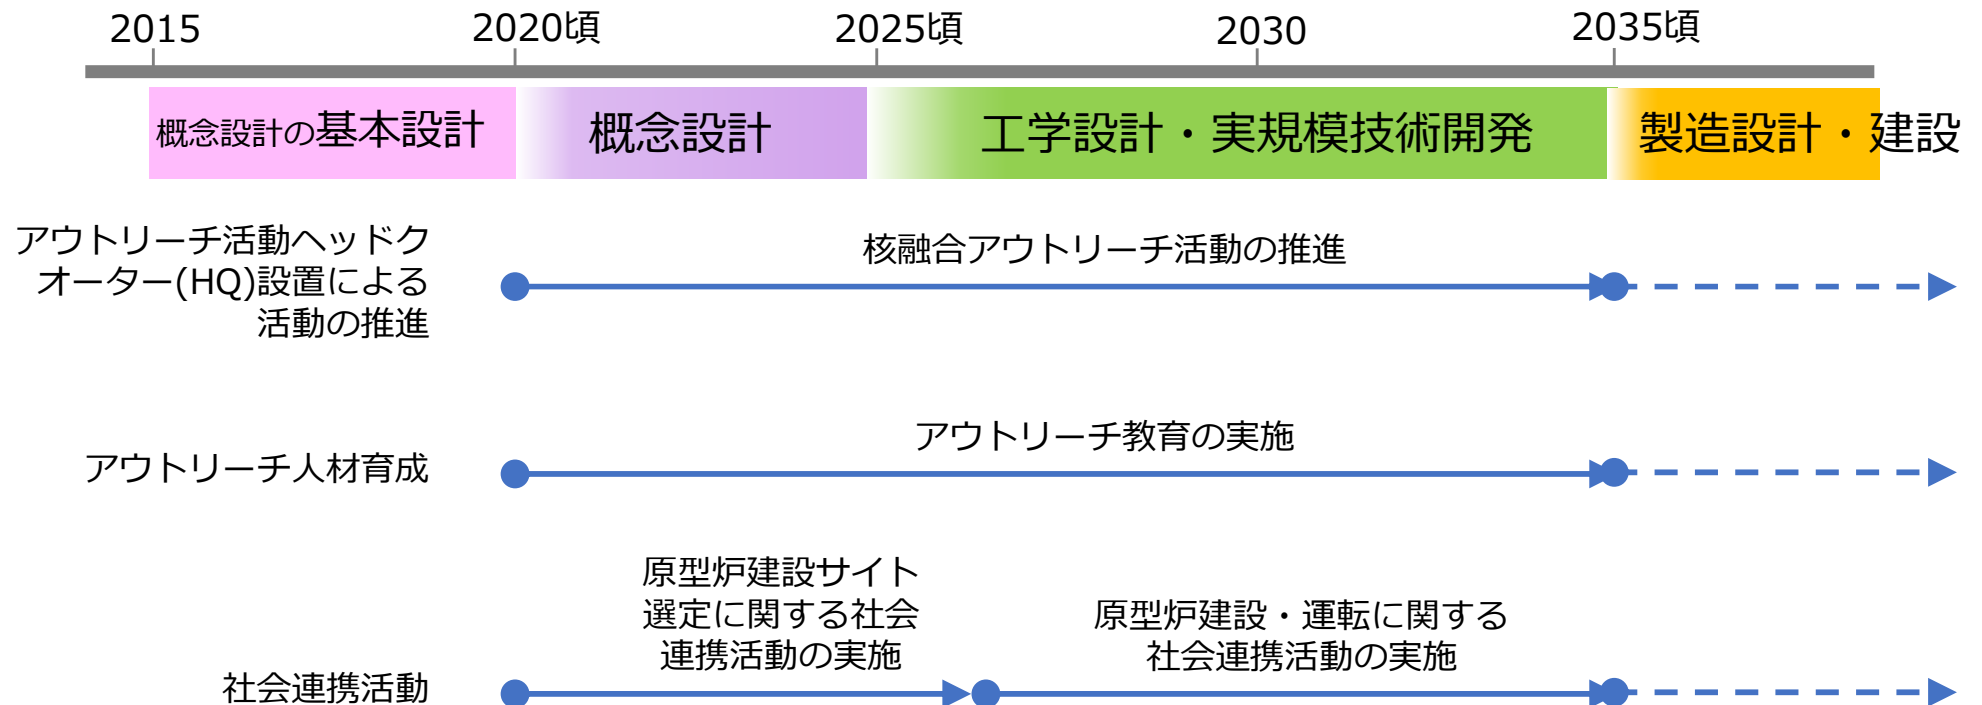 2015 2020頃 2025頃 2030 2035頃
概念設計の基本設計 概念設計 工学設計・実規模技術開発 製造設計・建設
アウトリーチ活動ヘッドク
オーター(HQ)設置による
活動の推進
核融合アウトリーチ活動の推進
アウトリーチ人材育成
アウトリーチ教育の実施
社会連携活動
原型炉建設サイト
選定に関する社会
連携活動の実施
原型炉建設・運転に関する
社会連携活動の実施